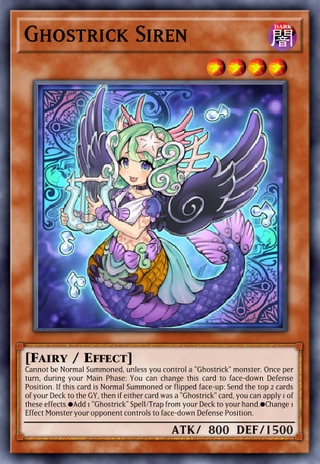 Ghostrick Siren
DARK
闇
[Fairy / Effect]
Cannot be Normal Summoned, unless you control a "Ghostrick" monster. Once per
turn, during your Main Phase: You can change this card to face-down Defense
Position. If this card is Normal Summoned or flipped face-up: Send the top 2 cards
of your Deck to the GY, then if either card was a "Ghostrick" card, you can apply 1 of
these effects.●Add 1 "Ghostrick" Spell/Trap from your Deck to your hand.●Change 1
Effect Monster your opponent controls to face-down Defense Position.
ATK/ 800 DEF/1500